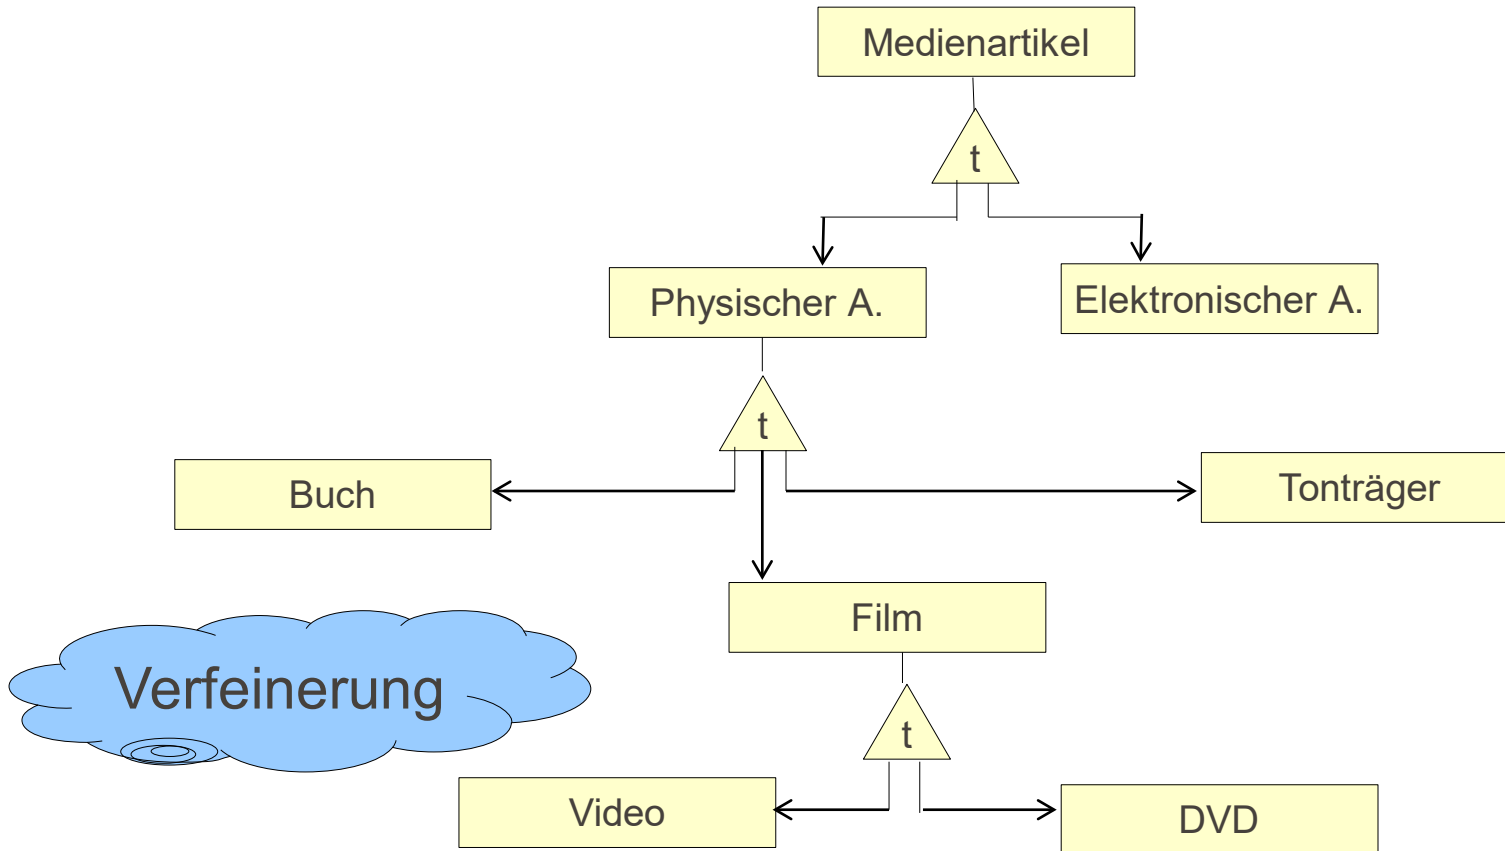 Medienartikel
t
Physischer A.
Elektronischer A.
t
Buch
Tonträger
Film
Verfeinerung
t
Video
DVD